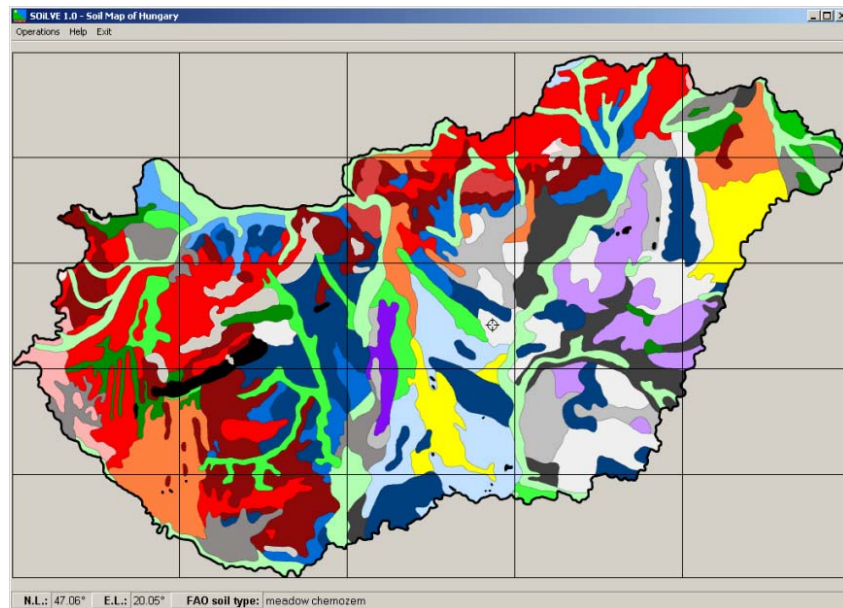 SOiLVE 1.0 - Soil Map of Hungary
Operations Help Exit
N.L.: 47.06° E.L.: 20.05° FAO soil type: meadow chernozem